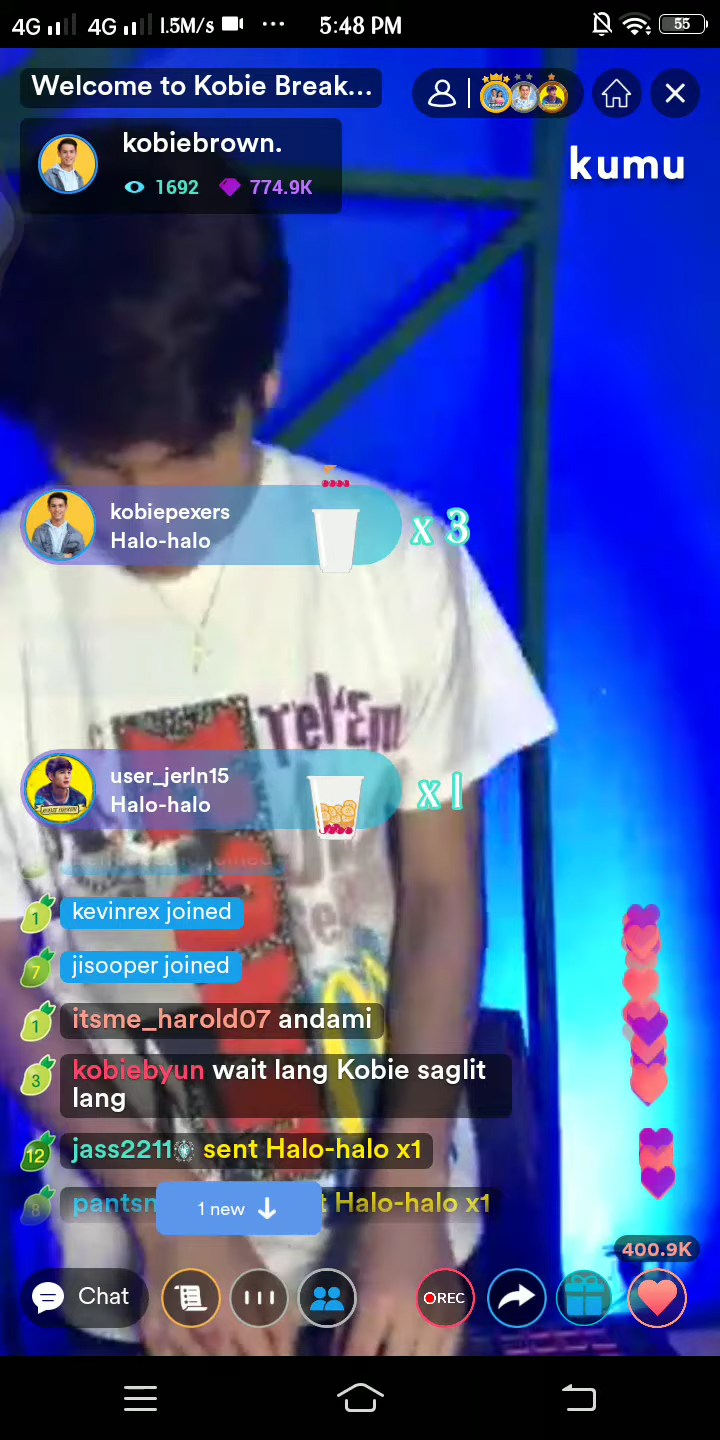 4G 4G 1.5M/s ... 5:48 PM 55
Welcome to Kobie Break...
kobiebrown.
1692 774.9K
kumu
kobiepexers
Halo-halo
x 3
Tel'Em
user_jerln15
Halo-halo
x 1
joined
kevinrex joined
jisooper joined
itsme_harold07 andami
kobiebyun wait lang Kobie saglit
lang
jass2211 sent Halo-halo x1
1 7 1 3 12 8
Halo-halo x1
1 new
400.9K
Chat
REC